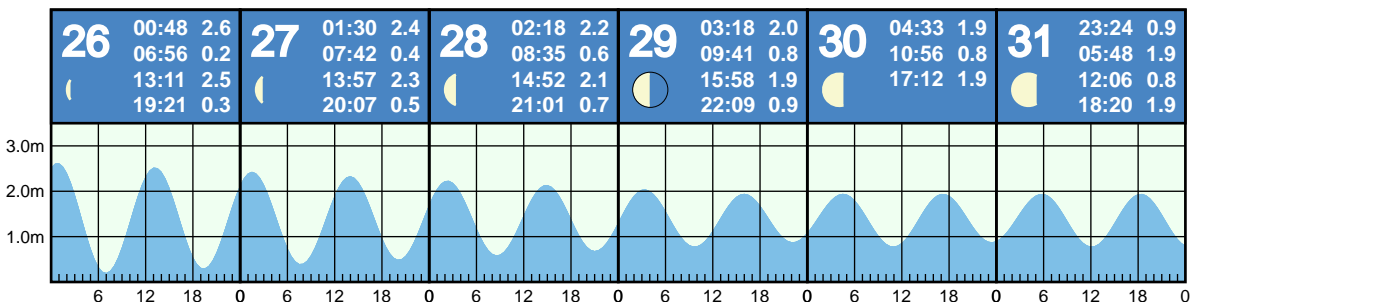 26 00:48 2.6 27 01:30 2.4 28 02:18 2.2 29 03:18 2.0 30 04:33 1.9 31 23:24 0.9
06:56 0.2 07:42 0.4 08:35 0.6 09:41 0.8 10:56 0.8 05:48 1.9
13:11 2.5 13:57 2.3 14:52 2.1 15:58 1.9 17:12 1.9 12:06 0.8
19:21 0.3 20:07 0.5 21:01 0.7 22:09 0.9 18:20 1.9
3.0m
2.0m
1.0m
6 12 18 0 6 12 18 0 6 12 18 0 6 12 18 0 6 12 18 0 6 12 18 0